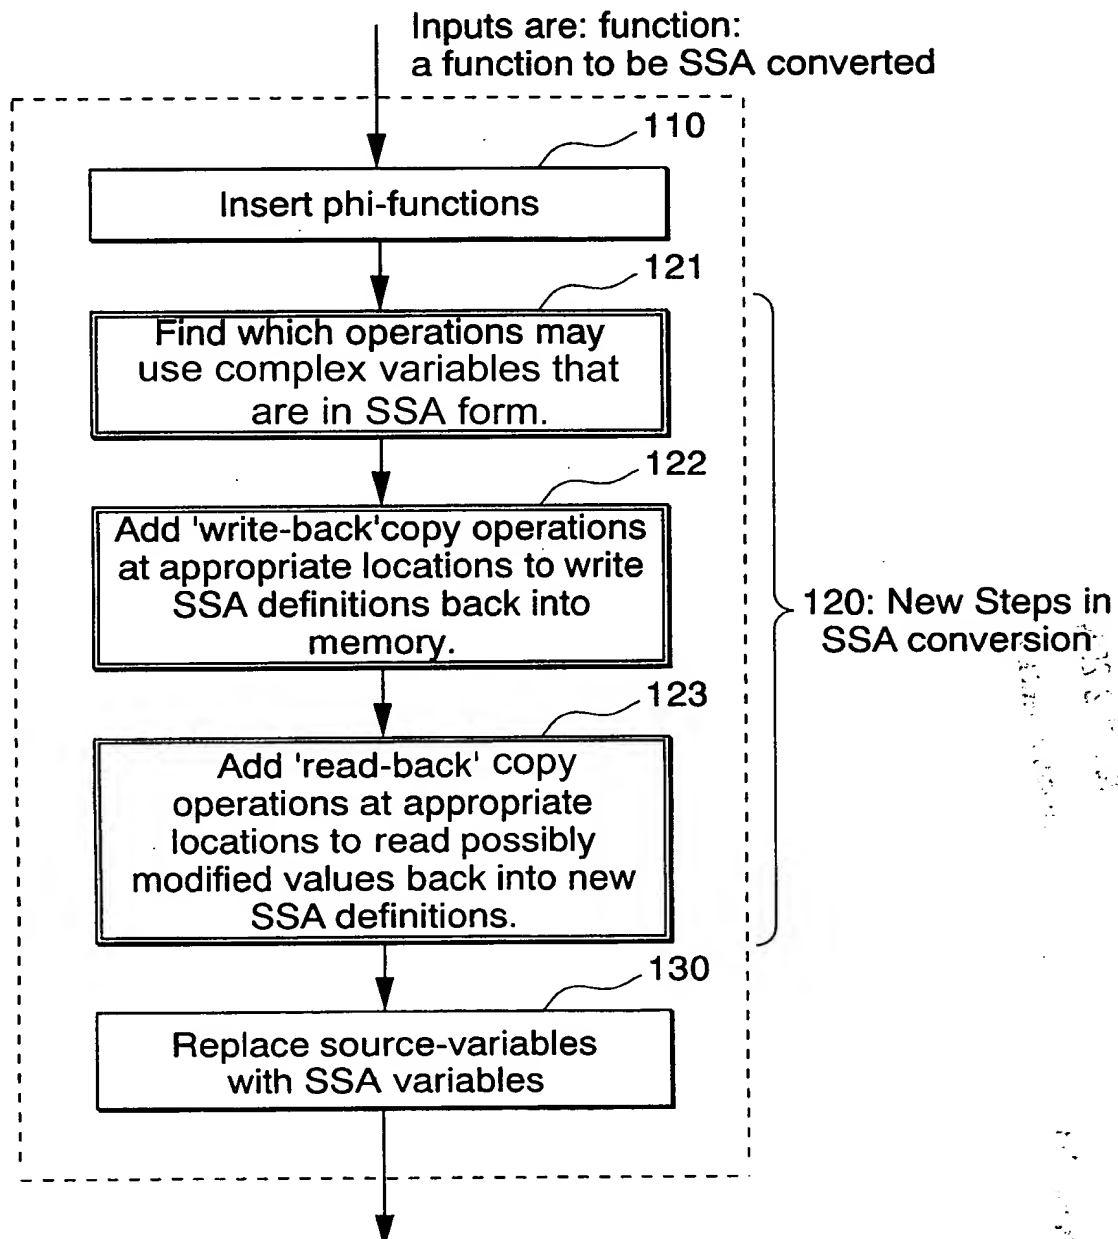 Inputs are: function:
a function to be SSA converted
110
Insert phi-functions
121
Find which operations may
use complex variables that
are in SSA form.
122
Add 'write-back'copy operations
at appropriate locations to write
SSA definitions back into
memory.
120: New Steps in
SSA conversion
123
Add 'read-back' copy
operations at appropriate
locations to read possibly
modified values back into new
SSA definitions.
130
Replace source-variables
with SSA variables